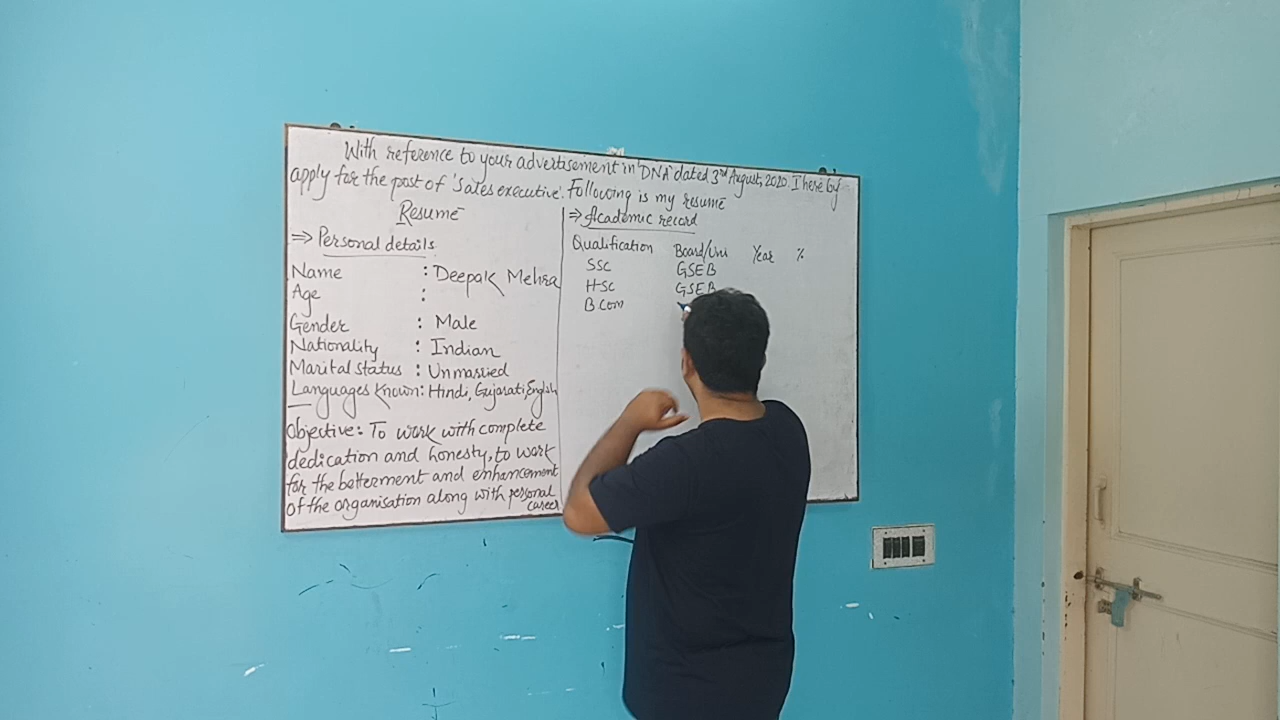 With reference to your advertisement in 'DNA' dated 3rd August, 2020. I here by
apply for the post of 'Sales executive'. Following is my resume
Resume
⇒ Personal details
Name : Deepak Mehra
Age :
Gender : Male
Nationality : Indian
Marital status : Unmarried
Languages Known : Hindi, Gujarati, English
Objective: To work with complete
dedication and honesty, to work
for the betterment and enhancement
of the organisation along with personal
career
⇒ Academic record
Qualification Board/Uni Year %
SSC GSEB
HSC GSEB
B.Com